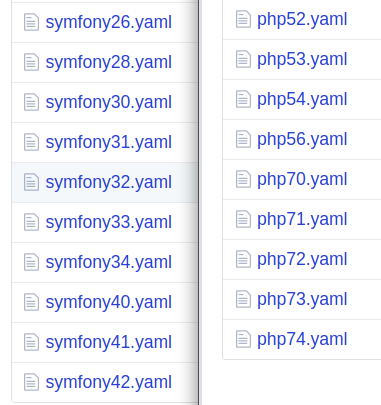 symfony26.yaml
symfony28.yaml
symfony30.yaml
symfony31.yaml
symfony32.yaml
symfony33.yaml
symfony34.yaml
symfony40.yaml
symfony41.yaml
symfony42.yaml
php52.yaml
php53.yaml
php54.yaml
php56.yaml
php70.yaml
php71.yaml
php72.yaml
php73.yaml
php74.yaml